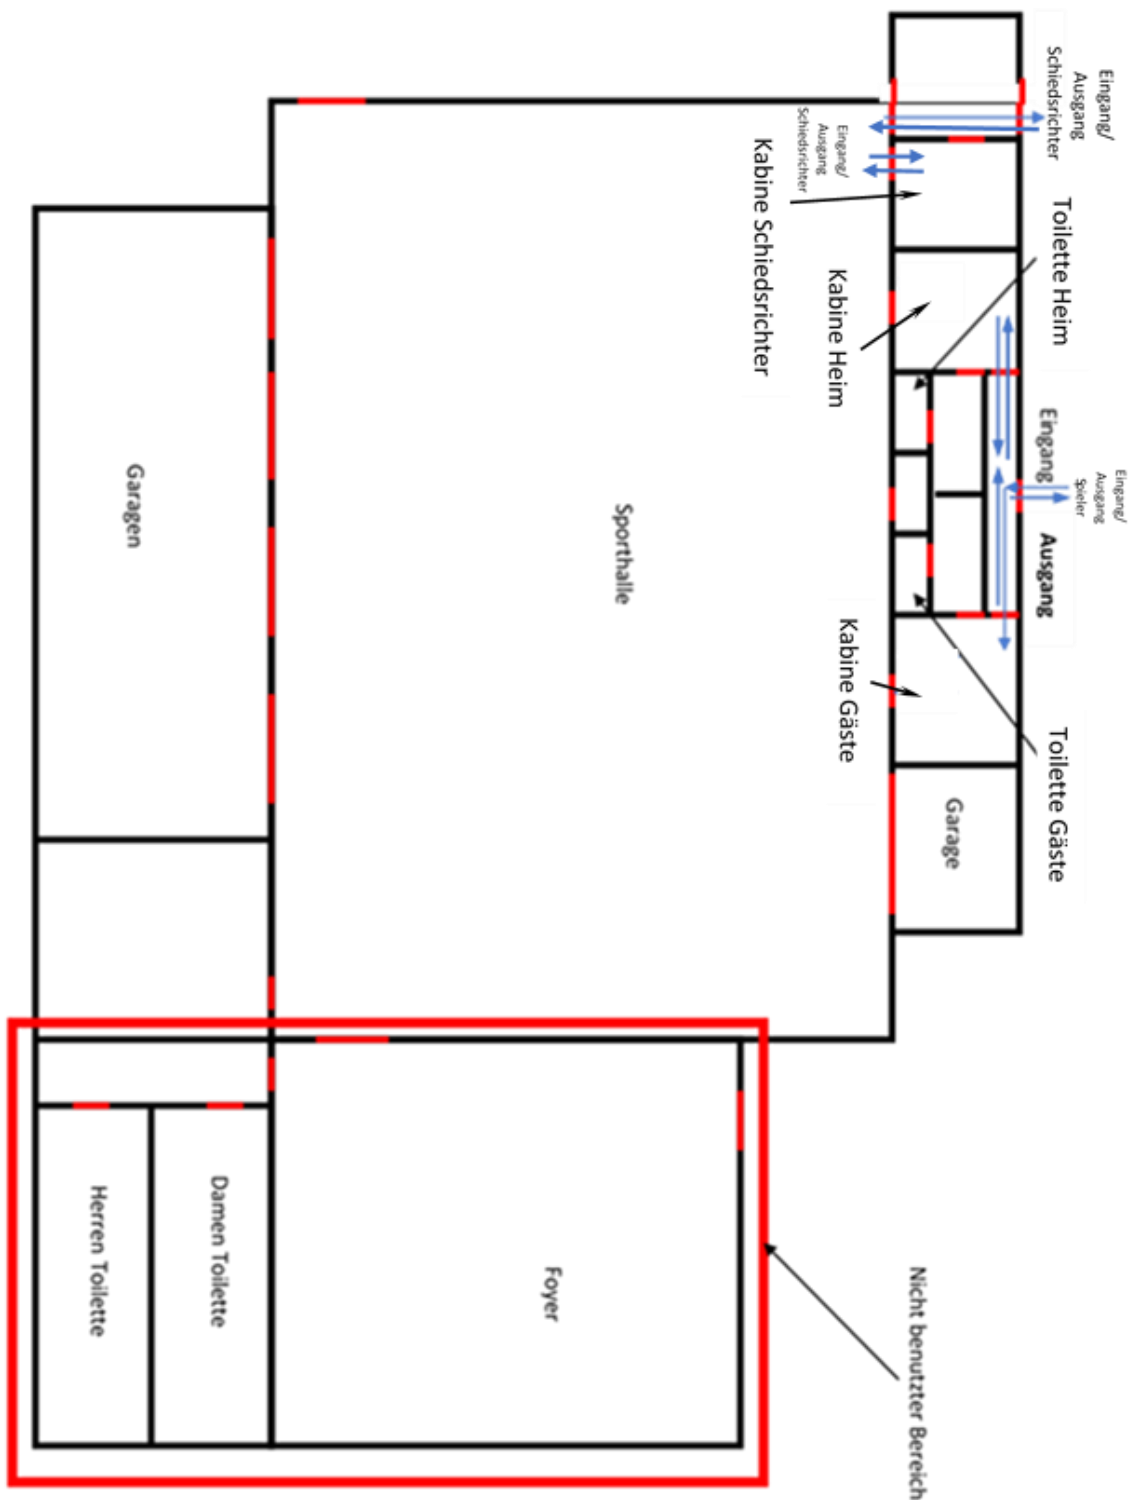 Eingang/
Ausgang
Schiedsrichter
Eingang/
Ausgang
Schiedsrichter
Kabine Schiedsrichter
Toilette Heim
Kabine Heim
Eingang
Eingang/
Ausgang
Spieler
Ausgang
Kabine Gäste
Toilette Gäste
Garage
Sporthalle
Garagen
Foyer
Damen Toilette
Herren Toilette
Nicht benutzter Bereich